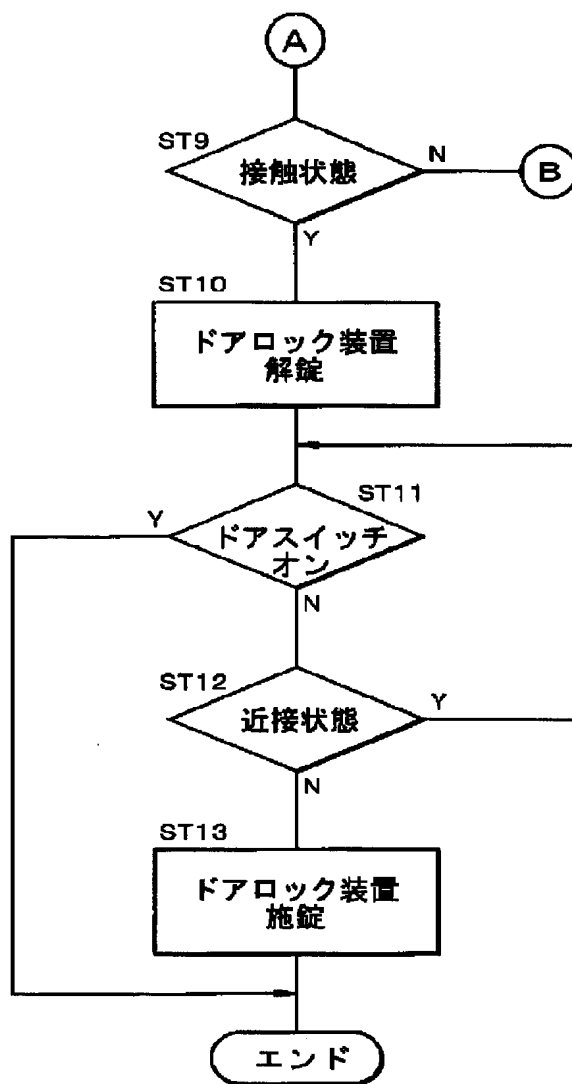 A
ST9
接触状態
N
B
Y
ST10
ドアロック装置
解錠
ST11
Y
ドアスイッチ
オン
N
ST12
近接状態
Y
N
ST13
ドアロック装置
施錠
エンド